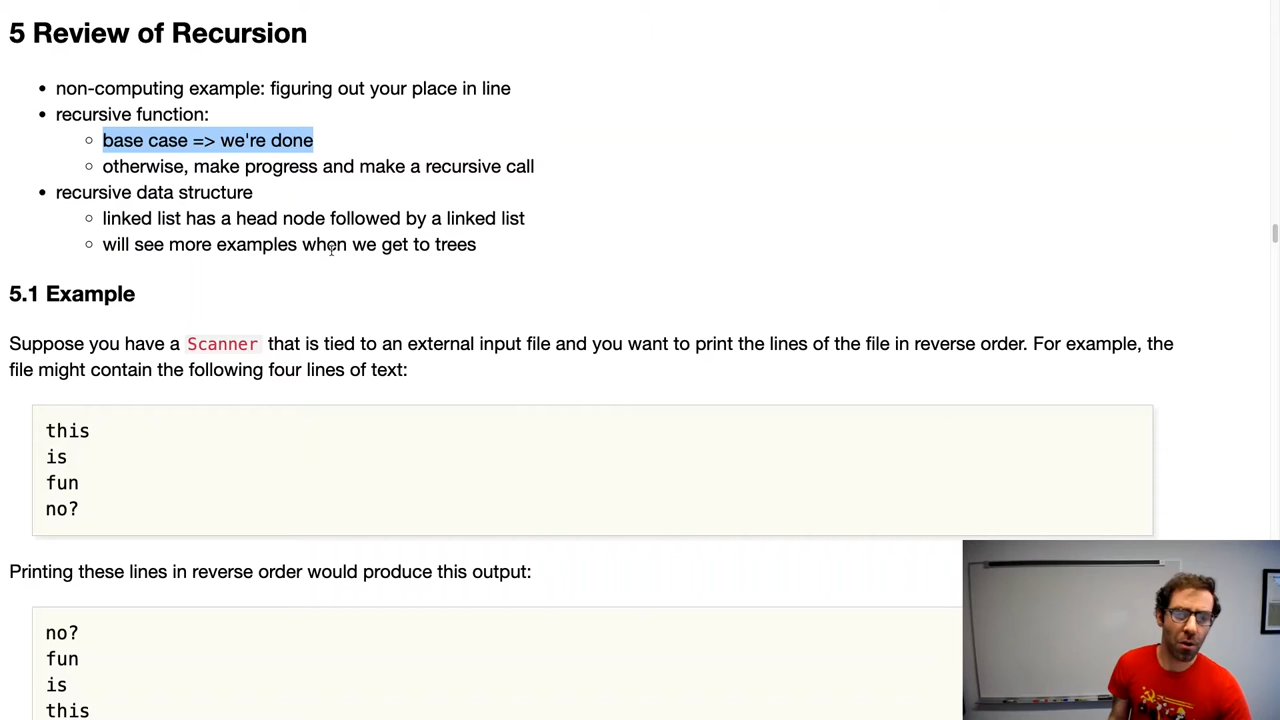 5 Review of Recursion
• non-computing example: figuring out your place in line
• recursive function:
◦ base case => we're done
◦ otherwise, make progress and make a recursive call
• recursive data structure
◦ linked list has a head node followed by a linked list
◦ will see more examples when we get to trees
5.1 Example
Suppose you have a Scanner that is tied to an external input file and you want to print the lines of the file in reverse order. For example, the
file might contain the following four lines of text:
this
is
fun
no?
Printing these lines in reverse order would produce this output:
no?
fun
is
this